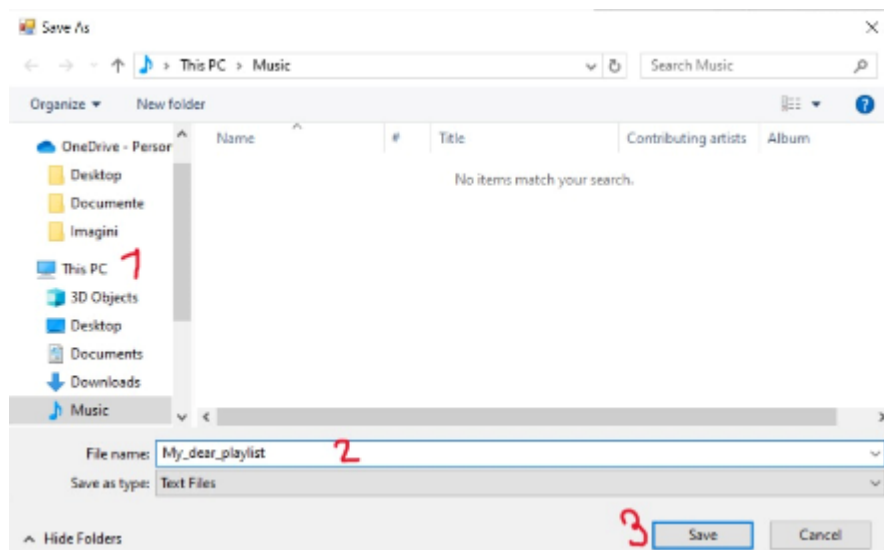 Save As
This PC > Music
Search Music
Organize
New folder
Name # Title Contributing artists Album
No items match your search.
OneDrive - Person
Desktop
Documente
Imagini
This PC 1
3D Objects
Desktop
Documents
Downloads
Music
File name: My_dear_playlist 2
Save as type: Text Files
Hide Folders
3 Save Cancel